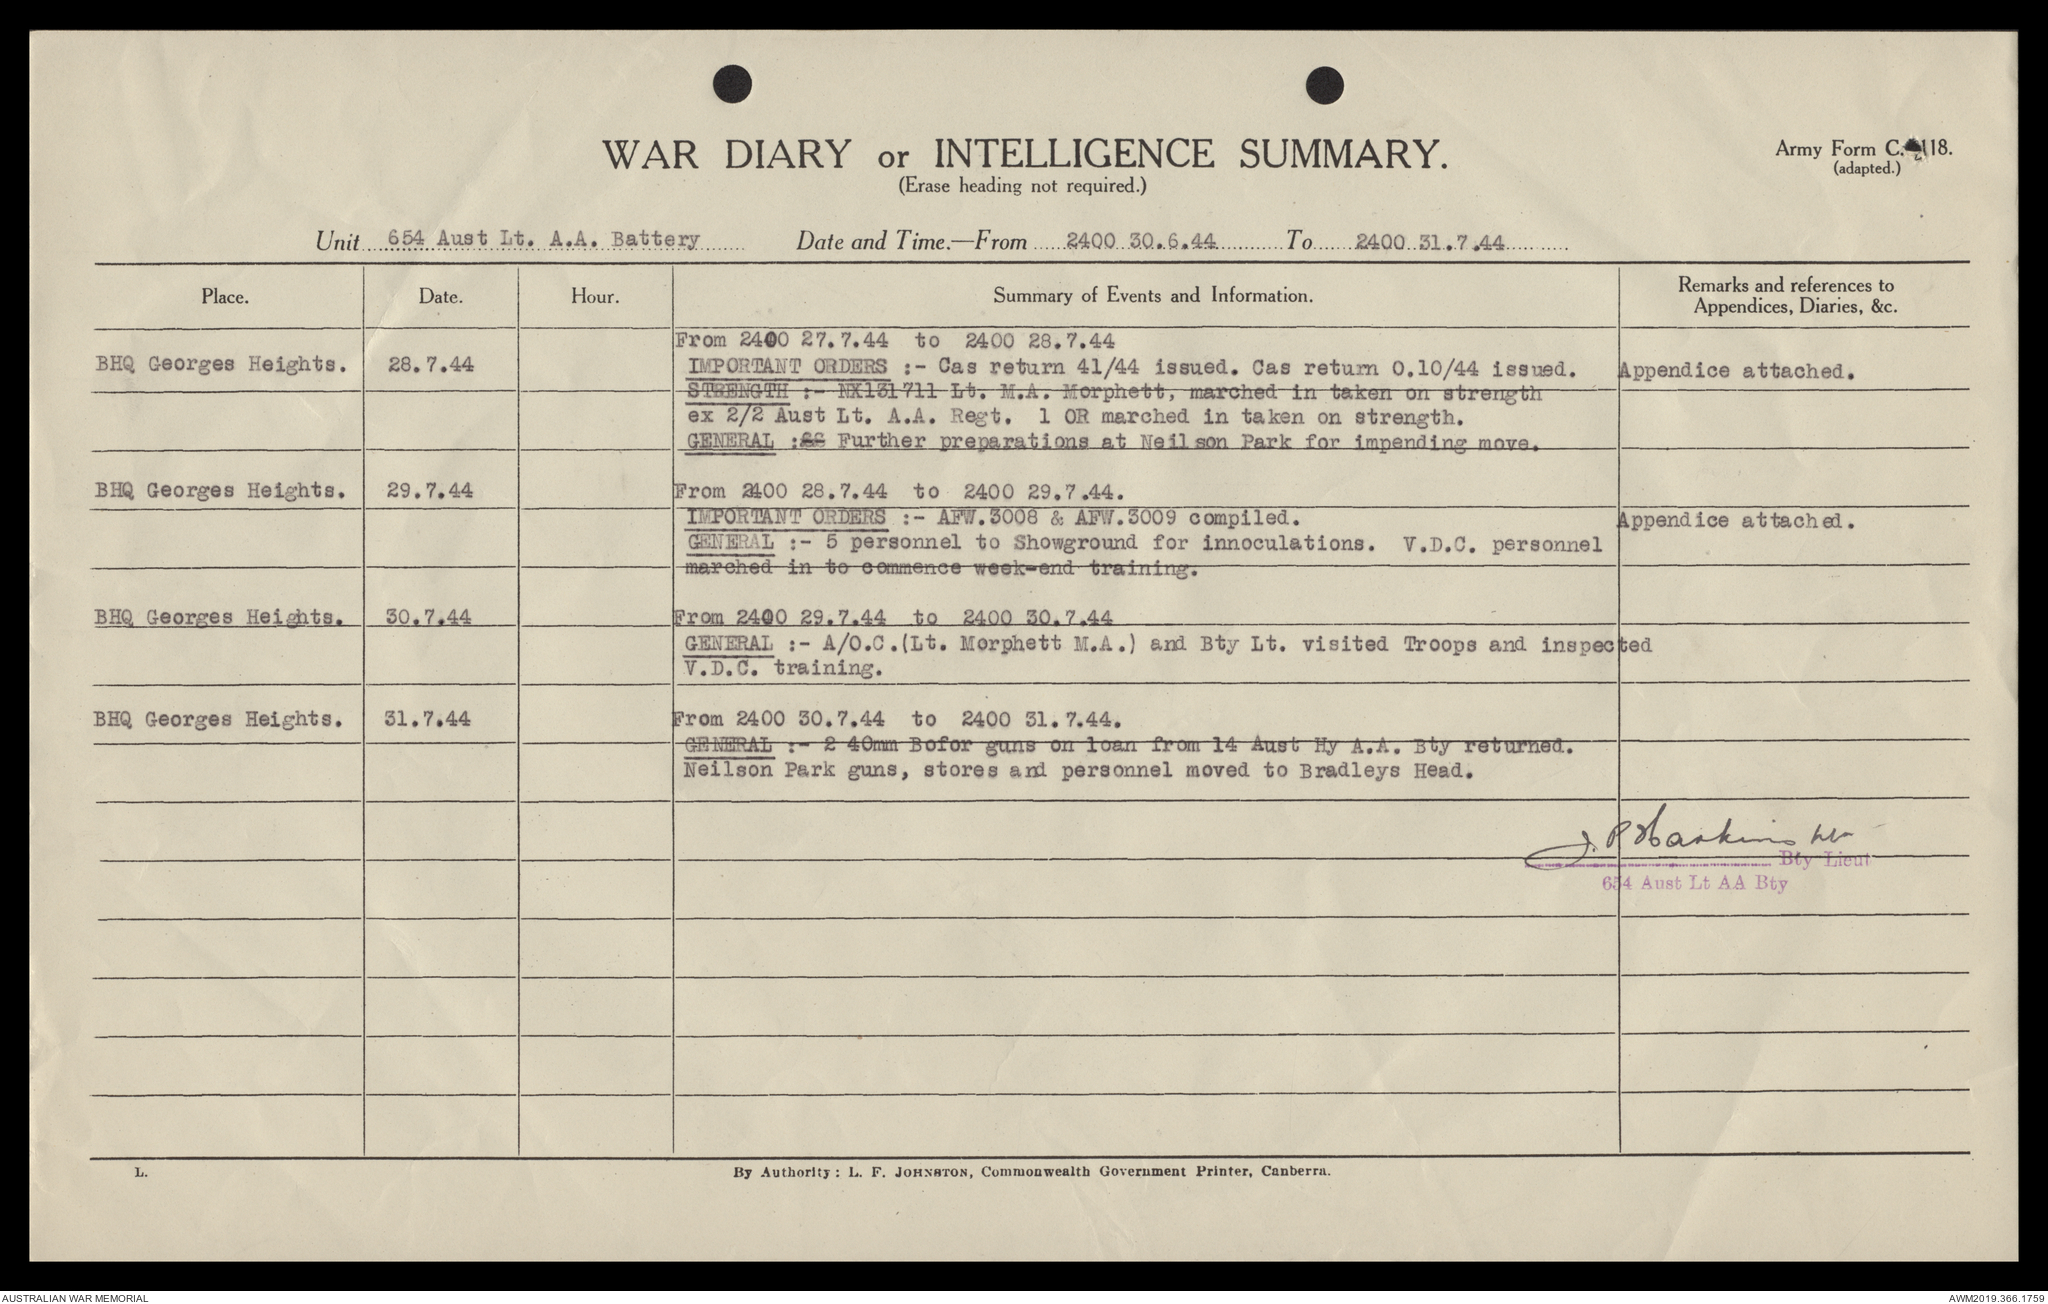 WAR DIARY or INTELLIGENCE SUMMARY.
(Erase heading not required.)
Army Form C. 2118.
(adapted.)
Unit 654 Aust Lt. A.A. Battery Date and Time.—From 2400 30.6.44 To 2400 31.7.44
Place. Date. Hour. Summary of Events and Information. Remarks and references to Appendices, Diaries, &c.
From 2400 27.7.44 to 2400 28.7.44
BHQ Georges Heights. 28.7.44 IMPORTANT ORDERS :- Cas return 41/44 issued. Cas return O.10/44 issued. Appendice attached.
STRENGTH :- NX131711 Lt. M.A. Morphett, marched in taken on strength
ex 2/2 Aust Lt. A.A. Regt. 1 OR marched in taken on strength.
GENERAL : Further preparations at Neilson Park for impending move.
BHQ Georges Heights. 29.7.44 From 2400 28.7.44 to 2400 29.7.44.
IMPORTANT ORDERS :- AFW.3008 & AFW.3009 compiled. Appendice attached.
GENERAL :- 5 personnel to Showground for innoculations. V.D.C. personnel
marched in to commence week-end training.
BHQ Georges Heights. 30.7.44 From 2400 29.7.44 to 2400 30.7.44
GENERAL :- A/O.C.(Lt. Morphett M.A.) and Bty Lt. visited Troops and inspected
V.D.C. training.
BHQ Georges Heights. 31.7.44 From 2400 30.7.44 to 2400 31.7.44.
GENERAL :- 2 40mm Bofor guns on loan from 14 Aust Hy A.A. Bty returned.
Neilson Park guns, stores and personnel moved to Bradleys Head.
J. P. Harkins Lt
Bty Lieut
654 Aust Lt AA Bty
L.
By Authority: L. F. JOHNSTON, Commonwealth Government Printer, Canberra.
AUSTRALIAN WAR MEMORIAL
AWM2019.366.1759